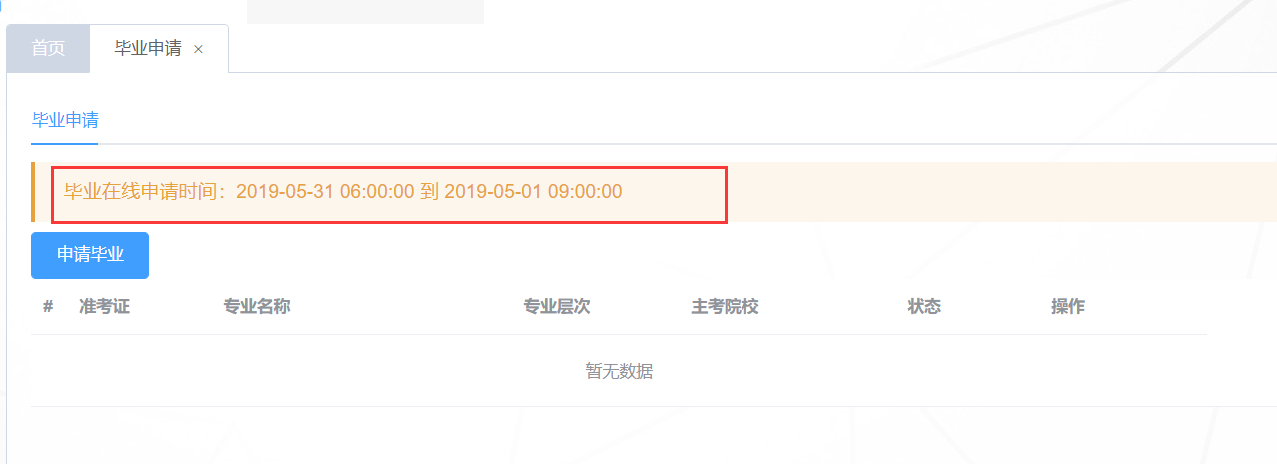 首页 毕业申请 ×
毕业申请
毕业在线申请时间：2019-05-31 06:00:00 到 2019-05-01 09:00:00
申请毕业
# 准考证 专业名称 专业层次 主考院校 状态 操作
暂无数据